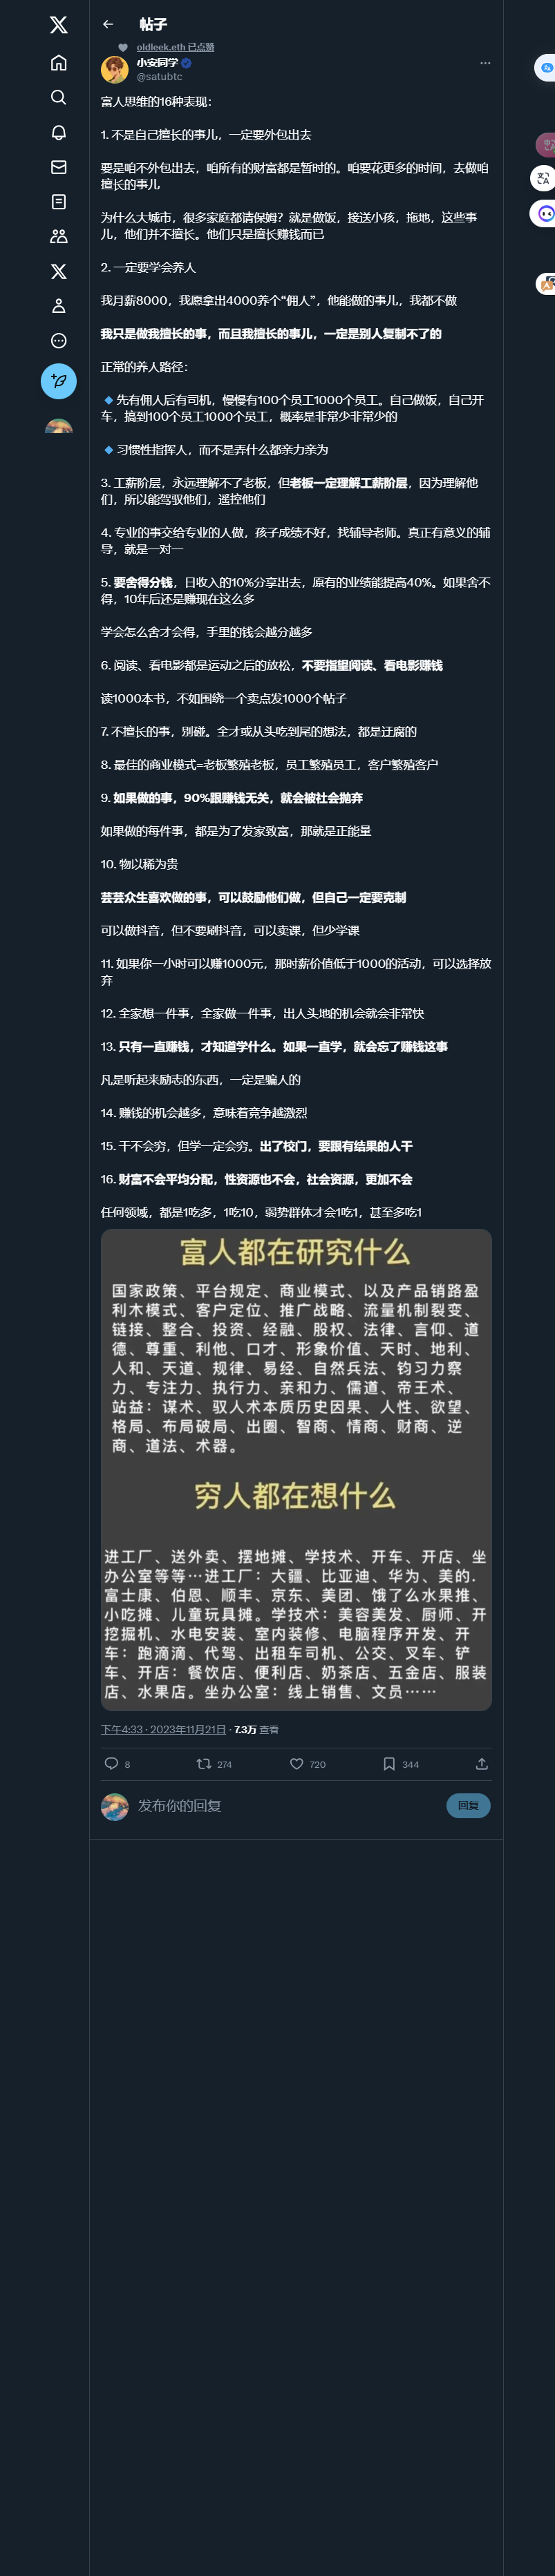 帖子
oldleek.eth 已点赞
小安同学
@satubtc
富人思维的16种表现：
1. 不是自己擅长的事儿，一定要外包出去
要是咱不外包出去，咱所有的财富都是暂时的。咱要花更多的时间，去做咱
擅长的事儿
为什么大城市，很多家庭都请保姆？就是做饭，接送小孩，拖地，这些事
儿，他们并不擅长。他们只是擅长赚钱而已
2. 一定要学会养人
我月薪8000，我愿拿出4000养个“佣人”，他能做的事儿，我都不做
我只是做我擅长的事，而且我擅长的事儿，一定是别人复制不了的
正常的养人路径：
🔹先有佣人后有司机，慢慢有100个员工1000个员工。自己做饭，自己开
车，搞到100个员工1000个员工，概率是非常少非常少的
🔹习惯性指挥人，而不是弄什么都亲力亲为
3. 工薪阶层，永远理解不了老板，但老板一定理解工薪阶层，因为理解他
们，所以能驾驭他们，遥控他们
4. 专业的事交给专业的人做，孩子成绩不好，找辅导老师。真正有意义的辅
导，就是一对一
5. 要舍得分钱，日收入的10%分享出去，原有的业绩能提高40%。如果舍不
得，10年后还是赚现在这么多
学会怎么舍才会得，手里的钱会越分越多
6. 阅读、看电影都是运动之后的放松，不要指望阅读、看电影赚钱
读1000本书，不如围绕一个卖点发1000个帖子
7. 不擅长的事，别碰。全才或从头吃到尾的想法，都是迂腐的
8. 最佳的商业模式=老板繁殖老板，员工繁殖员工，客户繁殖客户
9. 如果做的事，90%跟赚钱无关，就会被社会抛弃
如果做的每件事，都是为了发家致富，那就是正能量
10. 物以稀为贵
芸芸众生喜欢做的事，可以鼓励他们做，但自己一定要克制
可以做抖音，但不要刷抖音，可以卖课，但少学课
11. 如果你一小时可以赚1000元，那时薪价值低于1000的活动，可以选择放
弃
12. 全家想一件事，全家做一件事，出人头地的机会就会非常快
13. 只有一直赚钱，才知道学什么。如果一直学，就会忘了赚钱这事
凡是听起来励志的东西，一定是骗人的
14. 赚钱的机会越多，意味着竞争越激烈
15. 干不会穷，但学一定会穷。出了校门，要跟有结果的人干
16. 财富不会平均分配，性资源也不会，社会资源，更加不会
任何领域，都是1吃多，1吃10，弱势群体才会1吃1，甚至多吃1
富人都在研究什么
国家政策、平台规定、商业模式、以及产品销路盈
利木模式、客户定位、推广战略、流量机制裂变、
链接、整合、投资、经融、股权、法律、言仰、道
德、尊重、利他、口才、形象价值、天时、地利、
人和、天道、规律、易经、自然兵法、钧习力察
力、专注力、执行力、亲和力、儒道、帝王术、
站益：谋术、驭人术本质历史因果、人性、欲望、
格局、布局破局、出圈、智商、情商、财商、逆
商、道法、术器。
穷人都在想什么
进工厂、送外卖、摆地摊、学技术、开车、开店、坐
办公室等等…进工厂：大疆、比亚迪、华为、美的.
富士康、伯恩、顺丰、京东、美团、饿了么水果推、
小吃摊、儿童玩具摊。学技术：美容美发、厨师、开
挖掘机、水电安装、室内装修、电脑程序开发、开
车：跑滴滴、代驾、出租车司机、公交、叉车、铲
车、开店：餐饮店、便利店、奶茶店、五金店、服装
店、水果店。坐办公室：线上销售、文员……
下午4:33 · 2023年11月21日 · 7.3万 查看
8 274 720 344
发布你的回复
回复